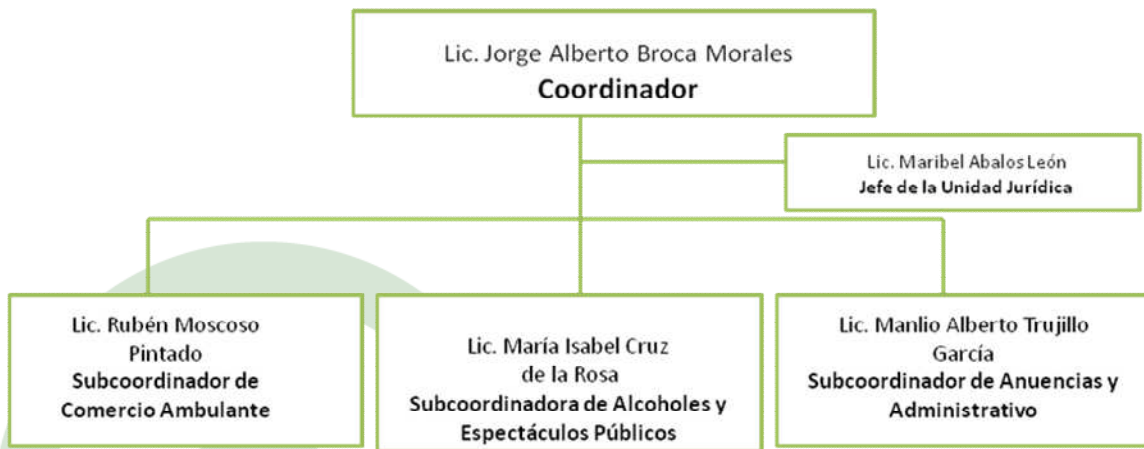 Lic. Jorge Alberto Broca Morales
Coordinador
Lic. Maribel Abalos León
Jefe de la Unidad Jurídica
Lic. Rubén Moscoso
Pintado
Subcoordinador de
Comercio Ambulante
Lic. María Isabel Cruz
de la Rosa
Subcoordinadora de Alcoholes y
Espectáculos Públicos
Lic. Manlio Alberto Trujillo
García
Subcoordinador de Anuencias y
Administrativo